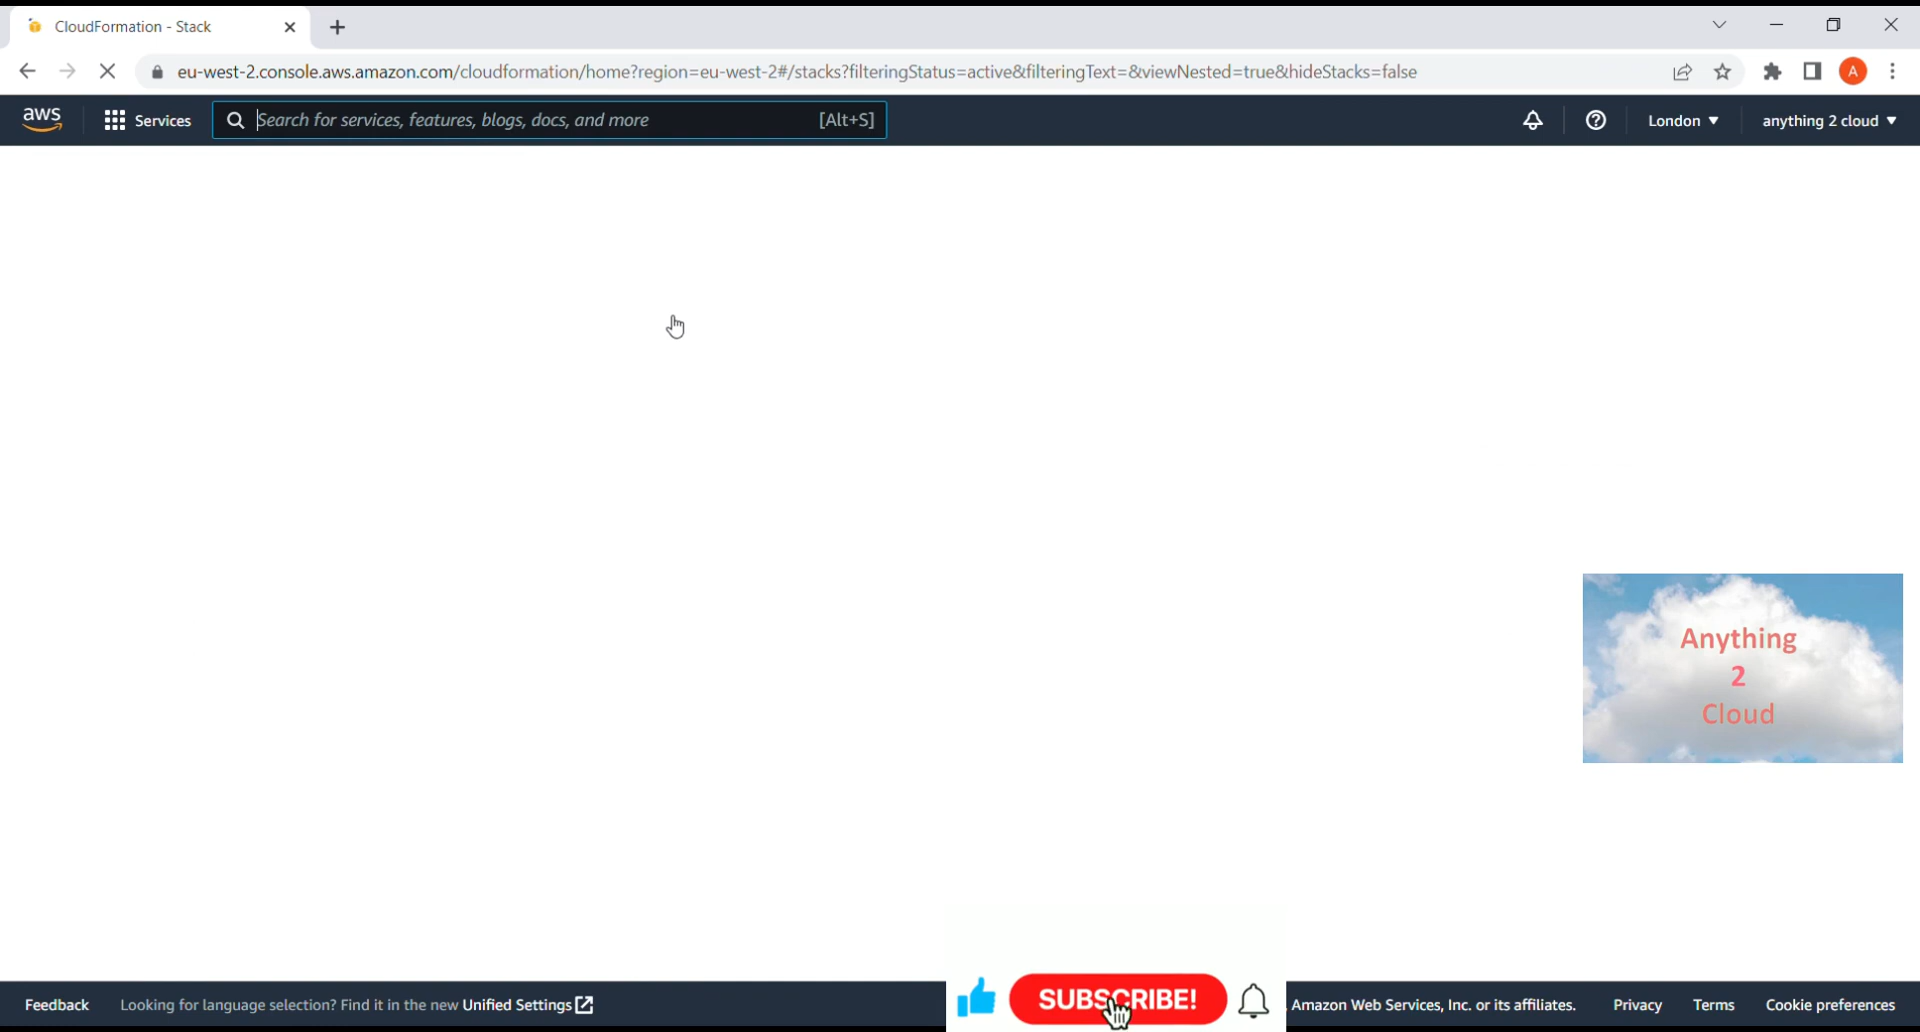 CloudFormation - Stack
eu-west-2.console.aws.amazon.com/cloudformation/home?region=eu-west-2#/stacks?filteringStatus=active&filteringText=&viewNested=true&hideStacks=false
A
aws
Services
Search for services, features, blogs, docs, and more
[Alt+S]
London
anything 2 cloud
Anything
2
Cloud
Feedback
Looking for language selection? Find it in the new Unified Settings
SUBSCRIBE!
, Amazon Web Services, Inc. or its affiliates.
Privacy
Terms
Cookie preferences